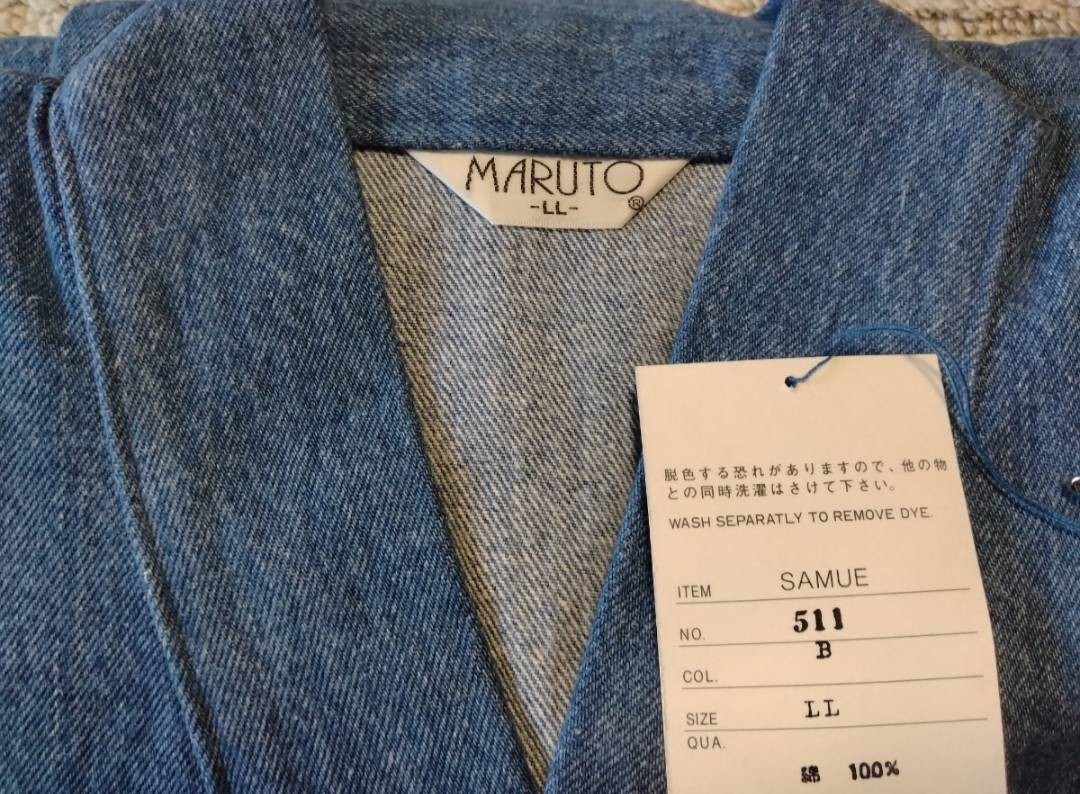 MARUTO
-LL-
®
脱色する恐れがありますので、他の物
との同時洗濯はさけて下さい。
WASH SEPARATLY TO REMOVE DYE.
ITEM SAMUE
NO. 511
B
COL.
SIZE LL
QUA.
綿 100%